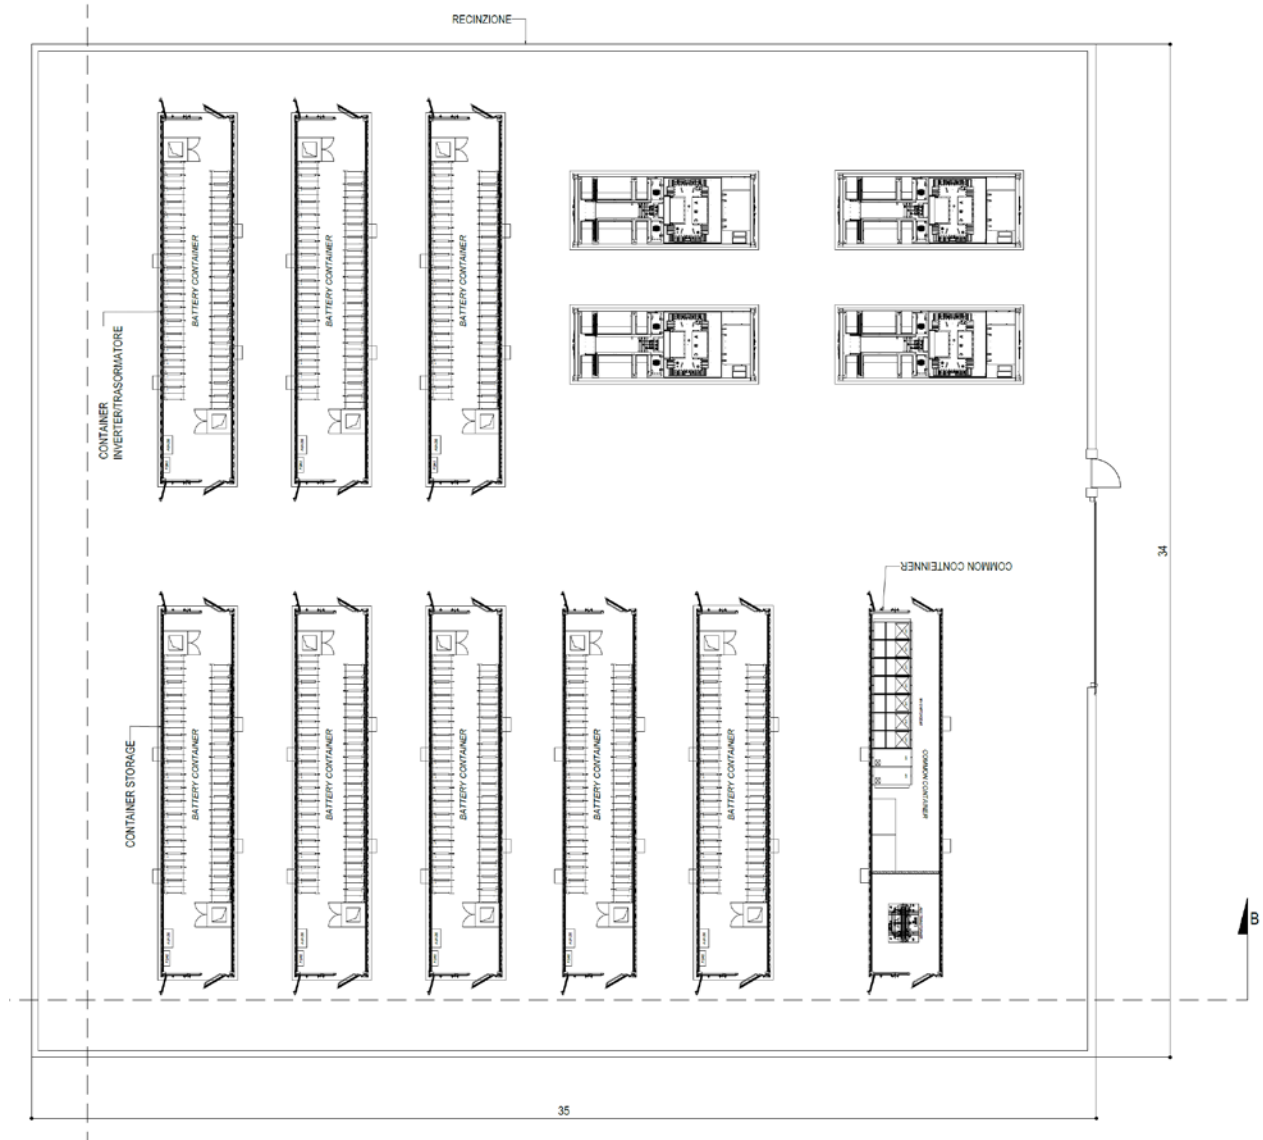 RECINZIONE
BATTERY CONTAINER
BATTERY CONTAINER
BATTERY CONTAINER
CONTAINER
INVERTER/TRASORMATORE
34
COMMON CONTEINNER
CONTAINER STORAGE
BATTERY CONTAINER
BATTERY CONTAINER
BATTERY CONTAINER
BATTERY CONTAINER
BATTERY CONTAINER
COMMON CONTAINER
B
35